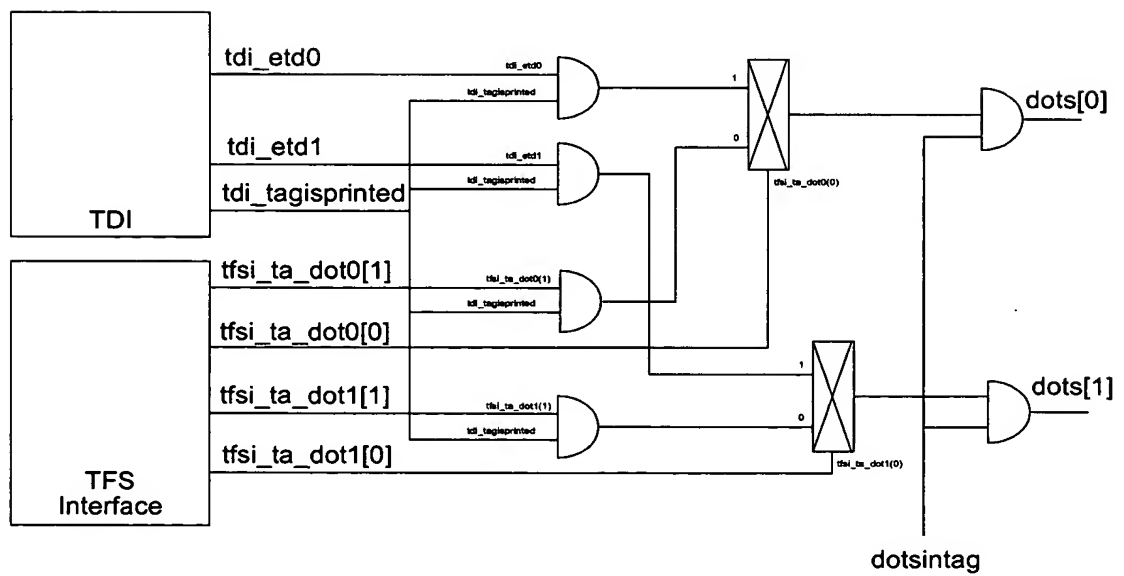 tdi_etd0
tdi_etd0
1
dots[0]
tdi_tagisprinted
tdi_etd1
tdi_etd1
0
tdi_tagisprinted
tfsi_ta_dot0(0)
tdi_tagisprinted
TDI
tfsi_ta_dot0[1]
tfsi_ta_dot0(1)
tdi_tagisprinted
tfsi_ta_dot0[0]
1
dots[1]
tfsi_ta_dot1[1]
tfsi_ta_dot1(1)
0
tdi_tagisprinted
tfsi_ta_dot1[0]
tfsi_ta_dot1(0)
TFS
Interface
dotsintag